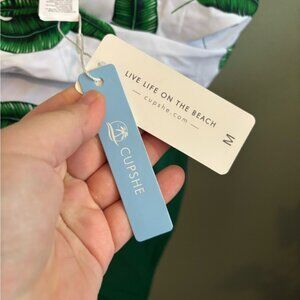 LIVE LIFE ON THE BEACH
— cupshe.com —
M
CUPSHE